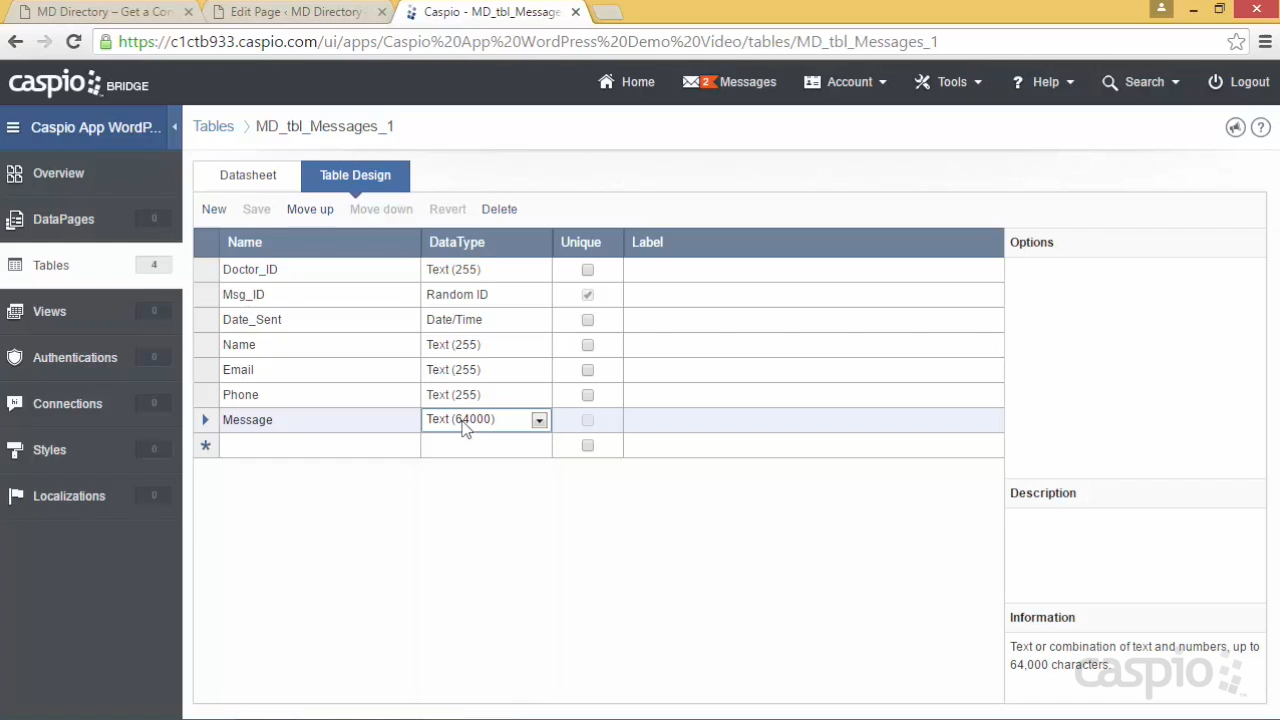 MD Directory – Get a Con
Edit Page ‹ MD Directory
Caspio - MD_tbl_Message
https://c1ctb933.caspio.com/ui/apps/Caspio%20App%20WordPress%20Demo%20Video/tables/MD_tbl_Messages_1
caspio BRIDGE
Home
2 Messages
Account
Tools
? Help
Search
Logout
Caspio App WordP...
Tables > MD_tbl_Messages_1
?
Overview
DataPages 0
Tables 4
Views 0
Authentications 0
hi Connections 0
Styles 0
Localizations 0
Datasheet
Table Design
New Save Move up Move down Revert Delete
Name DataType Unique Label
Doctor_ID Text (255)
Msg_ID Random ID
Date_Sent Date/Time
Name Text (255)
Email Text (255)
Phone Text (255)
Message Text (64000)
*
Options
Description
Information
Text or combination of text and numbers, up to
64,000 characters.
caspio